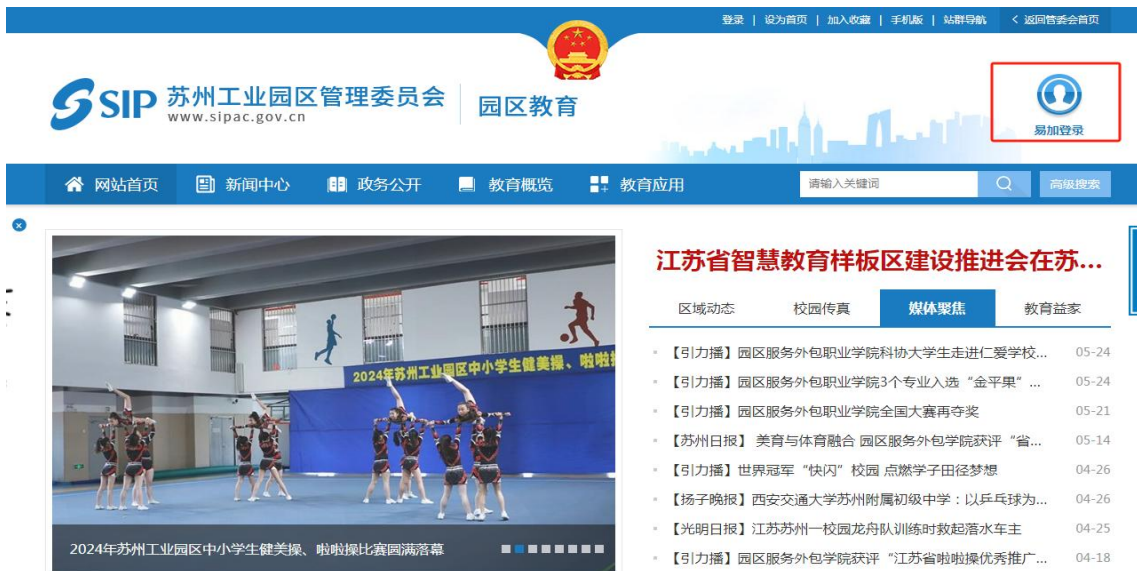 登录 | 设为首页 | 加入收藏 | 手机版 | 站群导航 < 返回管委会首页
SIP 苏州工业园区管理委员会 园区教育
www.sipac.gov.cn
易加登录
网站首页 新闻中心 政务公开 教育概览 教育应用 请输入关键词 高级搜索
江苏省智慧教育样板区建设推进会在苏...
区域动态 校园传真 媒体聚焦 教育益家
【引力播】园区服务外包职业学院科协大学生走进仁爱学校... 05-24
【引力播】园区服务外包职业学院3个专业入选“金平果”... 05-24
【引力播】园区服务外包职业学院全国大赛再夺奖 05-21
【苏州日报】 美育与体育融合 园区服务外包学院获评“省... 05-14
【引力播】世界冠军“快闪”校园 点燃学子田径梦想 04-26
【扬子晚报】西安交通大学苏州附属初级中学：以乒乓球为... 04-26
【光明日报】江苏苏州一校园龙舟队训练时救起落水车主 04-25
【引力播】园区服务外包学院获评“江苏省啦啦操优秀推广... 04-18
2024年苏州工业园区中小学生健美操、啦啦
2024年苏州工业园区中小学生健美操、啦啦操比赛圆满落幕